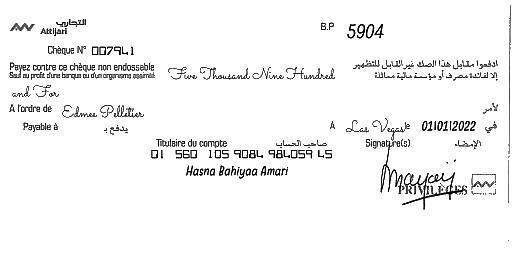 التجاري
Attijari
B.P 5904
Chèque N° 007941
Payez contre ce chèque non endossable
Sauf au profit d'une banque ou d'un organisme assimilé
Five Thousand Nine Hundred
ادفعوا مقابل هذا الصك غير القابل للتظهير
إلا لفائدة مصرف أو مؤسسة مالية مماثلة
and For
A l'ordre de Edmee Pelletier
لأمر
Payable à يدفع بـ
A Las Vegas le 01/01/2022 في
Titulaire du compte صاحب الحساب
Signature(s) الإمضاء
01 560 105 9084 984059 45
Hasna Bahiyaa Amari
PRIVILÈGES